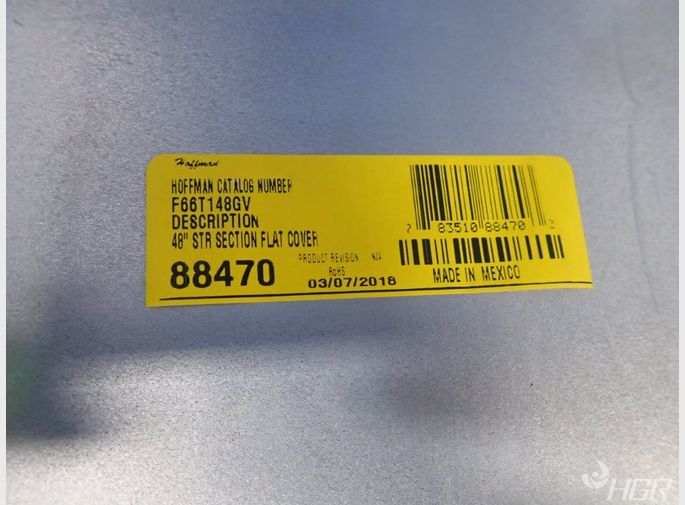 Hoffman
HOFFMAN CATALOG NUMBER
F66T148GV
DESCRIPTION
48" STR SECTION FLAT COVER
88470
PRODUCT REVISION N/A
RoHS
03/07/2018
7 83510 88470 2
MADE IN MEXICO
HGR